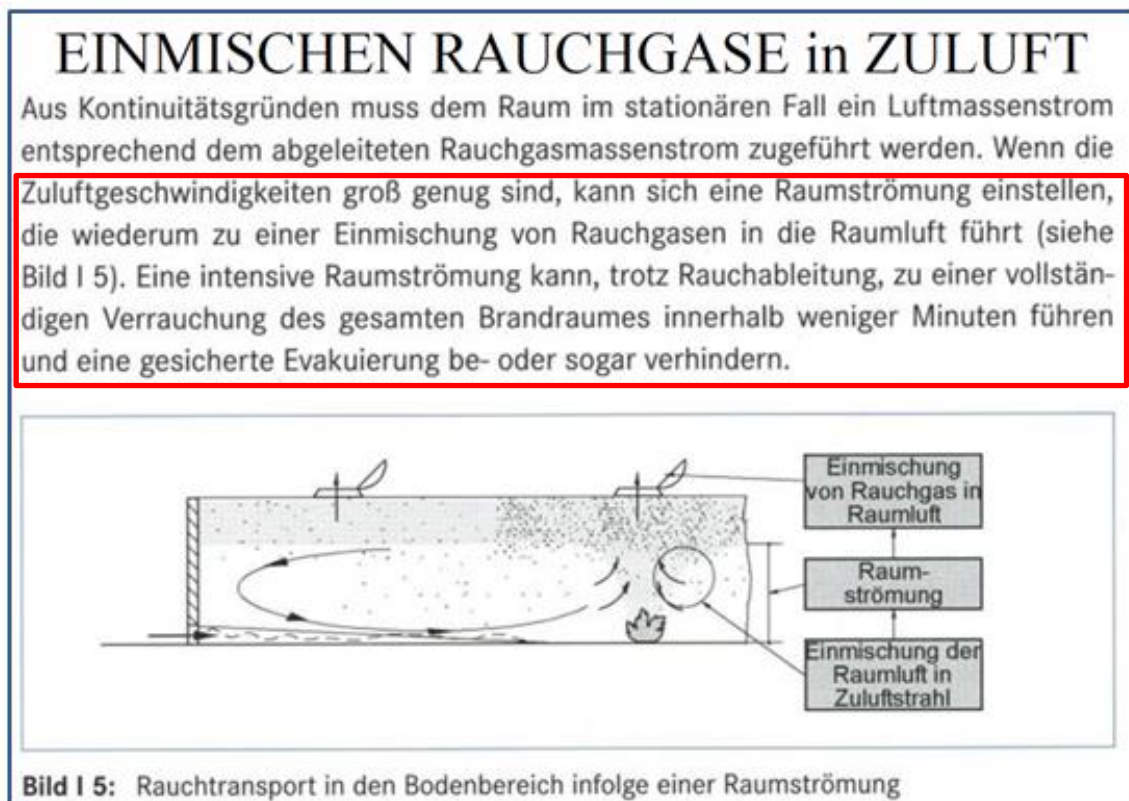 EINMISCHEN RAUCHGASE in ZULUFT
Aus Kontinuitätsgründen muss dem Raum im stationären Fall ein Luftmassenstrom
entsprechend dem abgeleiteten Rauchgasmassenstrom zugeführt werden. Wenn die
Zuluftgeschwindigkeiten groß genug sind, kann sich eine Raumströmung einstellen,
die wiederum zu einer Einmischung von Rauchgasen in die Raumluft führt (siehe
Bild I 5). Eine intensive Raumströmung kann, trotz Rauchableitung, zu einer vollstän-
digen Verrauchung des gesamten Brandraumes innerhalb weniger Minuten führen
und eine gesicherte Evakuierung be- oder sogar verhindern.
Einmischung
von Rauchgas in
Raumluft
Raum-
strömung
Einmischung der
Raumluft in
Zuluftstrahl
Bild I 5: Rauchtransport in den Bodenbereich infolge einer Raumströmung